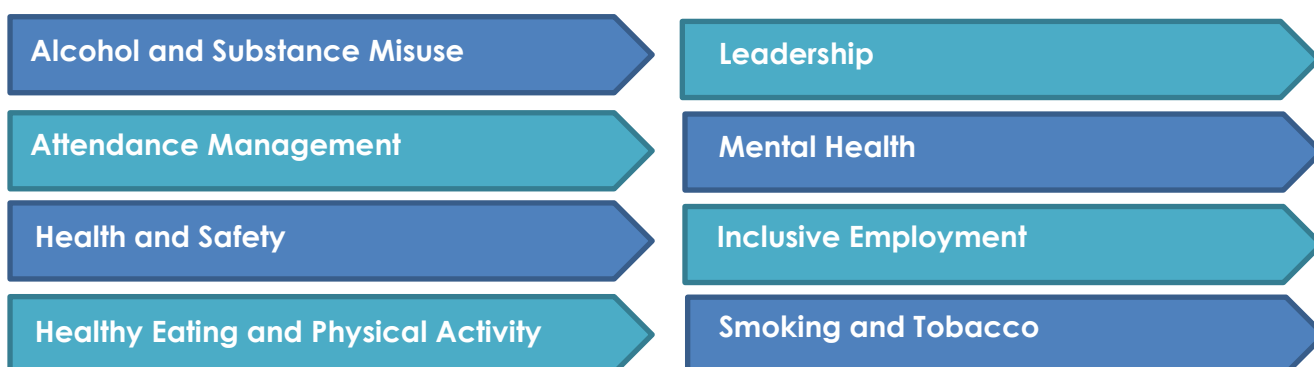 Alcohol and Substance Misuse
Leadership
Attendance Management
Mental Health
Health and Safety
Inclusive Employment
Healthy Eating and Physical Activity
Smoking and Tobacco